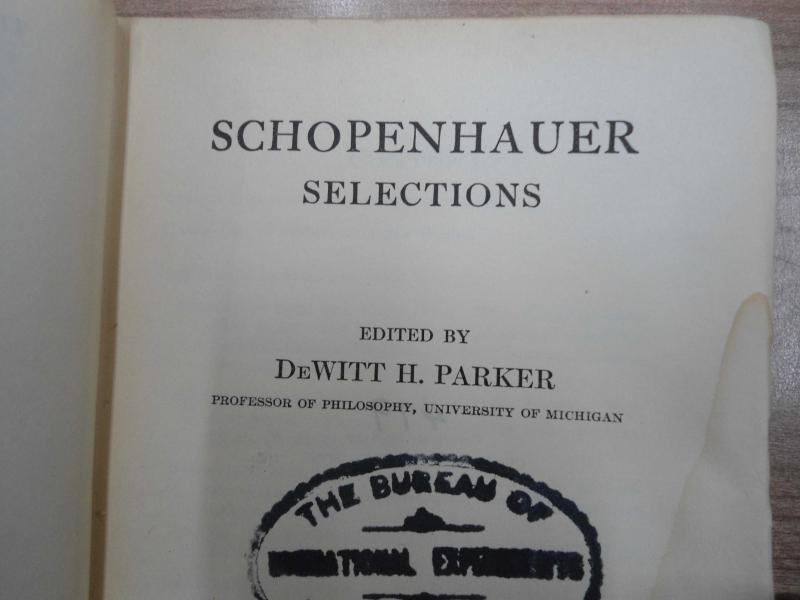 SCHOPENHAUER
SELECTIONS
EDITED BY
DeWITT H. PARKER
PROFESSOR OF PHILOSOPHY, UNIVERSITY OF MICHIGAN
THE BUREAU OF